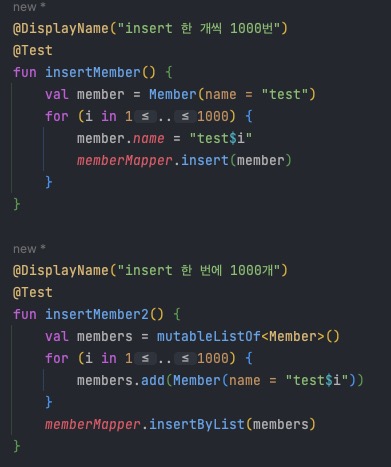 new *
@DisplayName("insert 한 개씩 1000번")
@Test
fun insertMember() {
    val member = Member(name = "test")
    for (i in 1 ≤ .. ≤ 1000) {
        member.name = "test$i"
        memberMapper.insert(member)
    }
}
new *
@DisplayName("insert 한 번에 1000개")
@Test
fun insertMember2() {
    val members = mutableListOf<Member>()
    for (i in 1 ≤ .. ≤ 1000) {
        members.add(Member(name = "test$i"))
    }
    memberMapper.insertByList(members)
}